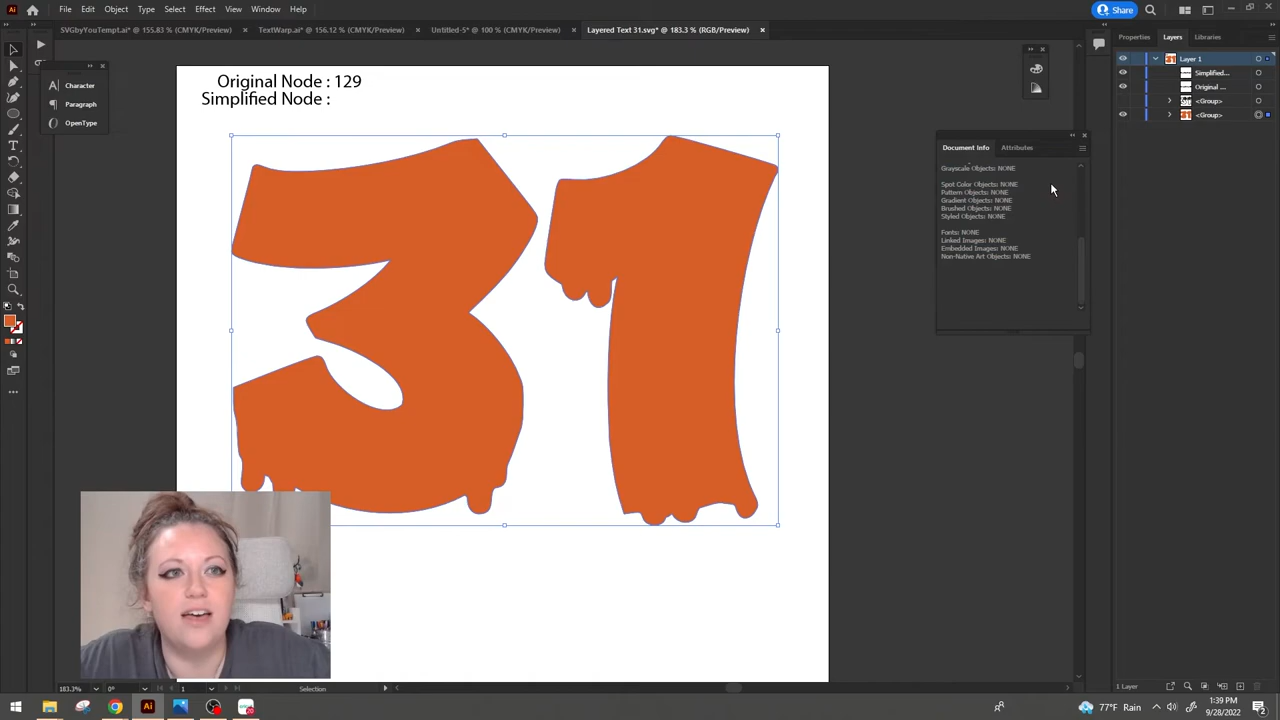 File Edit Object Type Select Effect View Window Help
Share
SVGbyYouTempt.ai* @ 155.83 % (CMYK/Preview) × TextWarp.ai* @ 156.12 % (CMYK/Preview) × Untitled-5* @ 100 % (CMYK/Preview) × Layered Text 31.svg* @ 183.3 % (RGB/Preview) ×
Properties Layers Libraries
Layer 1
Simplified...
Original ...
<Group>
<Group>
Character
Paragraph
OpenType
Original Node : 129
Simplified Node :
31
Document Info Attributes
Grayscale Objects: NONE
Spot Color Objects: NONE
Pattern Objects: NONE
Gradient Objects: NONE
Brushed Objects: NONE
Styled Objects: NONE
Fonts: NONE
Linked Images: NONE
Embedded Images: NONE
Non-Native Art Objects: NONE
183.3% 0° 1 Selection
1 Layer
77°F Rain
1:39 PM
9/28/2022